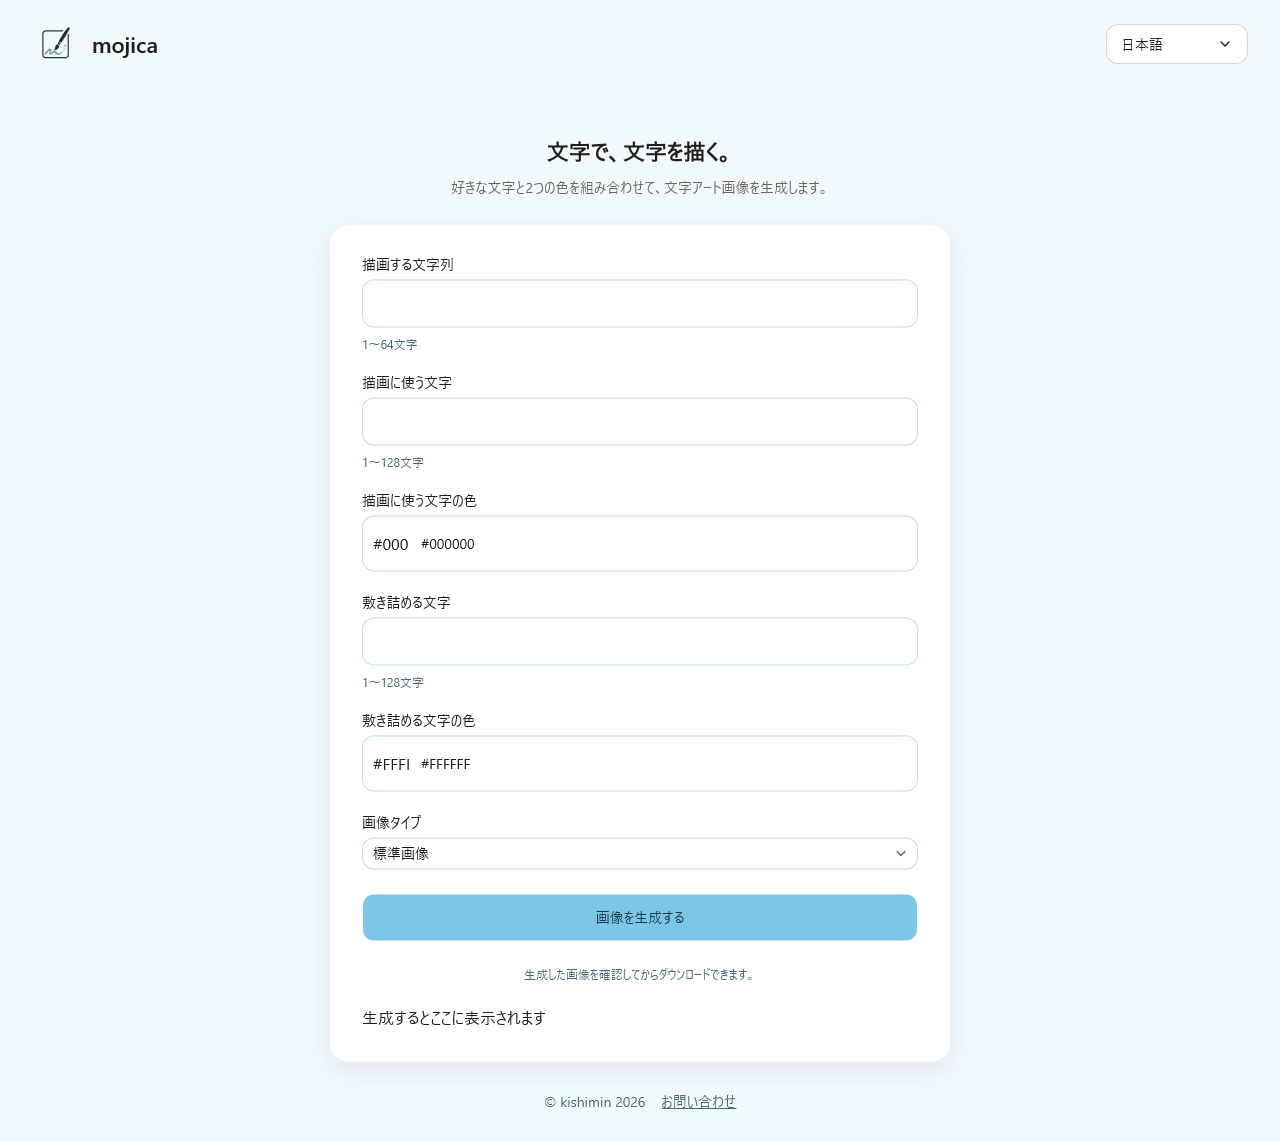 mojica
日本語
文字で、文字を描く。
好きな文字と2つの色を組み合わせて、文字アート画像を生成します。
描画する文字列
1〜64文字
描画に使う文字
1〜128文字
描画に使う文字の色
#000 #000000
敷き詰める文字
1〜128文字
敷き詰める文字の色
#FFFI #FFFFFF
画像タイプ
標準画像
画像を生成する
生成した画像を確認してからダウンロードできます。
生成するとここに表示されます
© kishimin 2026 お問い合わせ